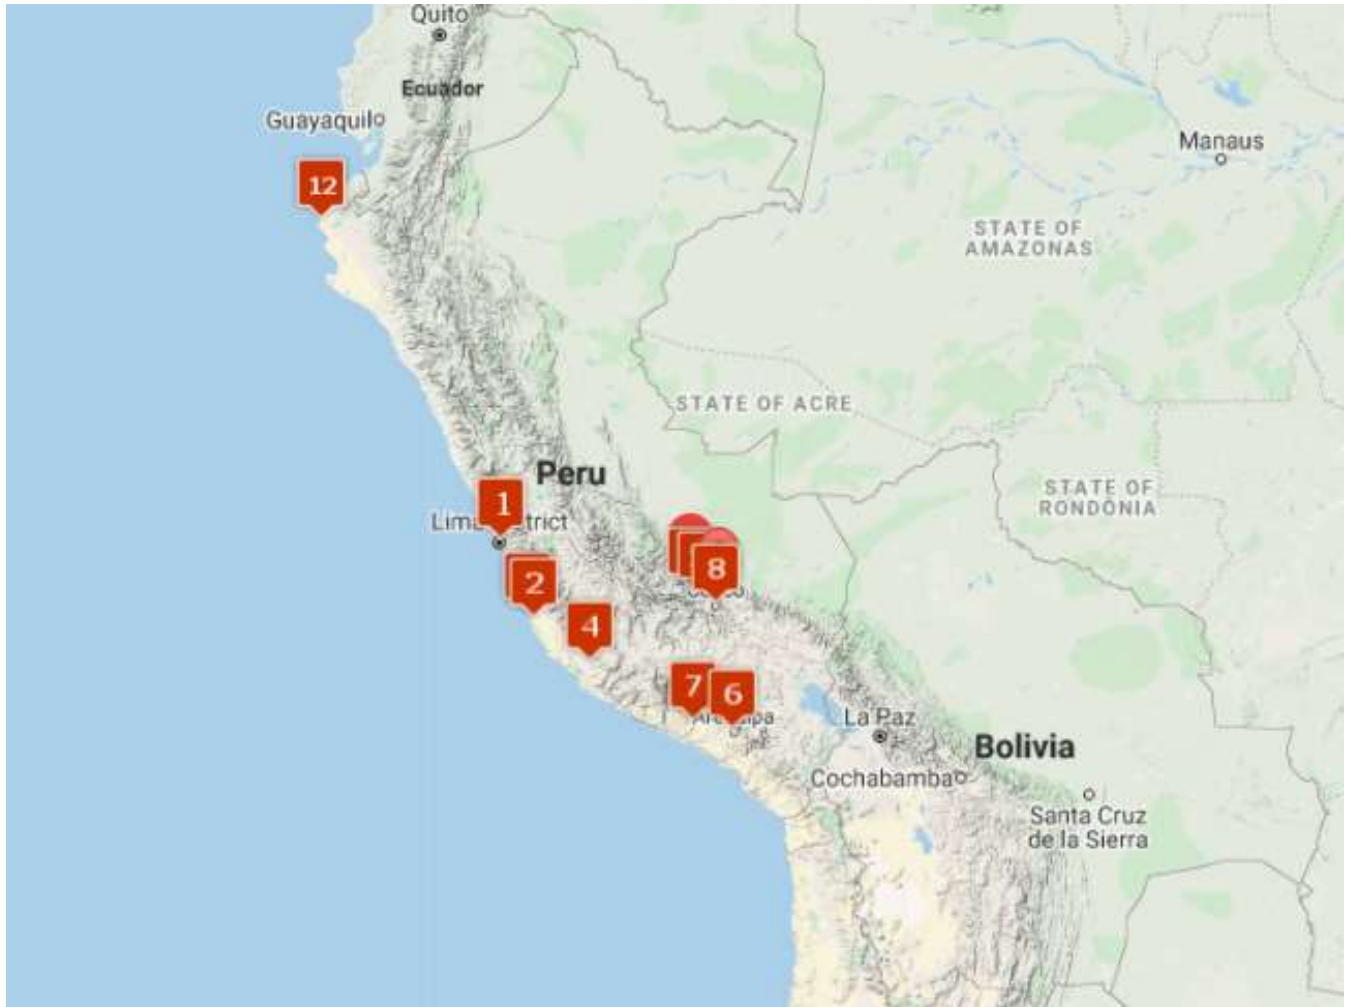 Quito
Ecuador
Guayaquil
Manaus
12
STATE OF
AMAZONAS
STATE OF ACRE
Peru
STATE OF
RONDÔNIA
1
8
2
4
7
6
La Paz
Bolivia
Cochabamba
Santa Cruz
de la Sierra